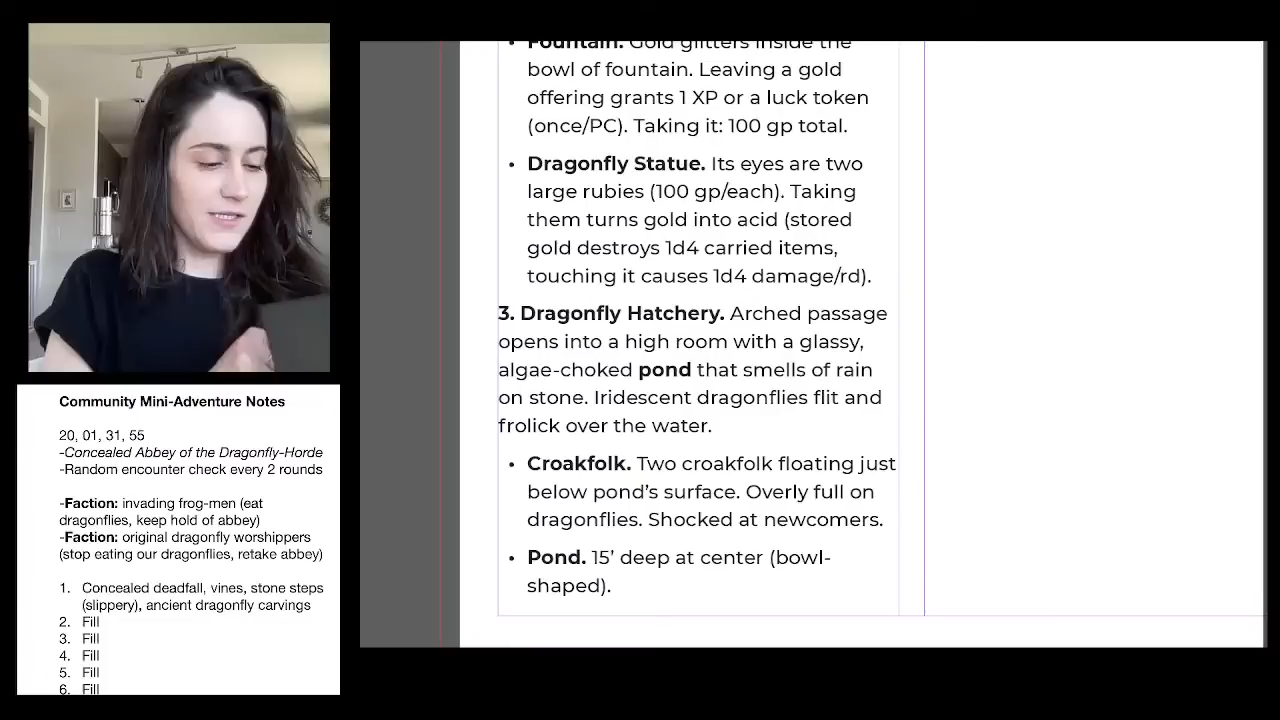 Community Mini-Adventure Notes
20, 01, 31, 55
-Concealed Abbey of the Dragonfly-Horde
-Random encounter check every 2 rounds
-Faction: invading frog-men (eat
dragonflies, keep hold of abbey)
-Faction: original dragonfly worshippers
(stop eating our dragonflies, retake abbey)
1. Concealed deadfall, vines, stone steps
(slippery), ancient dragonfly carvings
2. Fill
3. Fill
4. Fill
5. Fill
6. Fill
• Fountain. Gold glitters inside the
bowl of fountain. Leaving a gold
offering grants 1 XP or a luck token
(once/PC). Taking it: 100 gp total.
• Dragonfly Statue. Its eyes are two
large rubies (100 gp/each). Taking
them turns gold into acid (stored
gold destroys 1d4 carried items,
touching it causes 1d4 damage/rd).
3. Dragonfly Hatchery. Arched passage
opens into a high room with a glassy,
algae-choked pond that smells of rain
on stone. Iridescent dragonflies flit and
frolick over the water.
• Croakfolk. Two croakfolk floating just
below pond's surface. Overly full on
dragonflies. Shocked at newcomers.
• Pond. 15’ deep at center (bowl-
shaped).